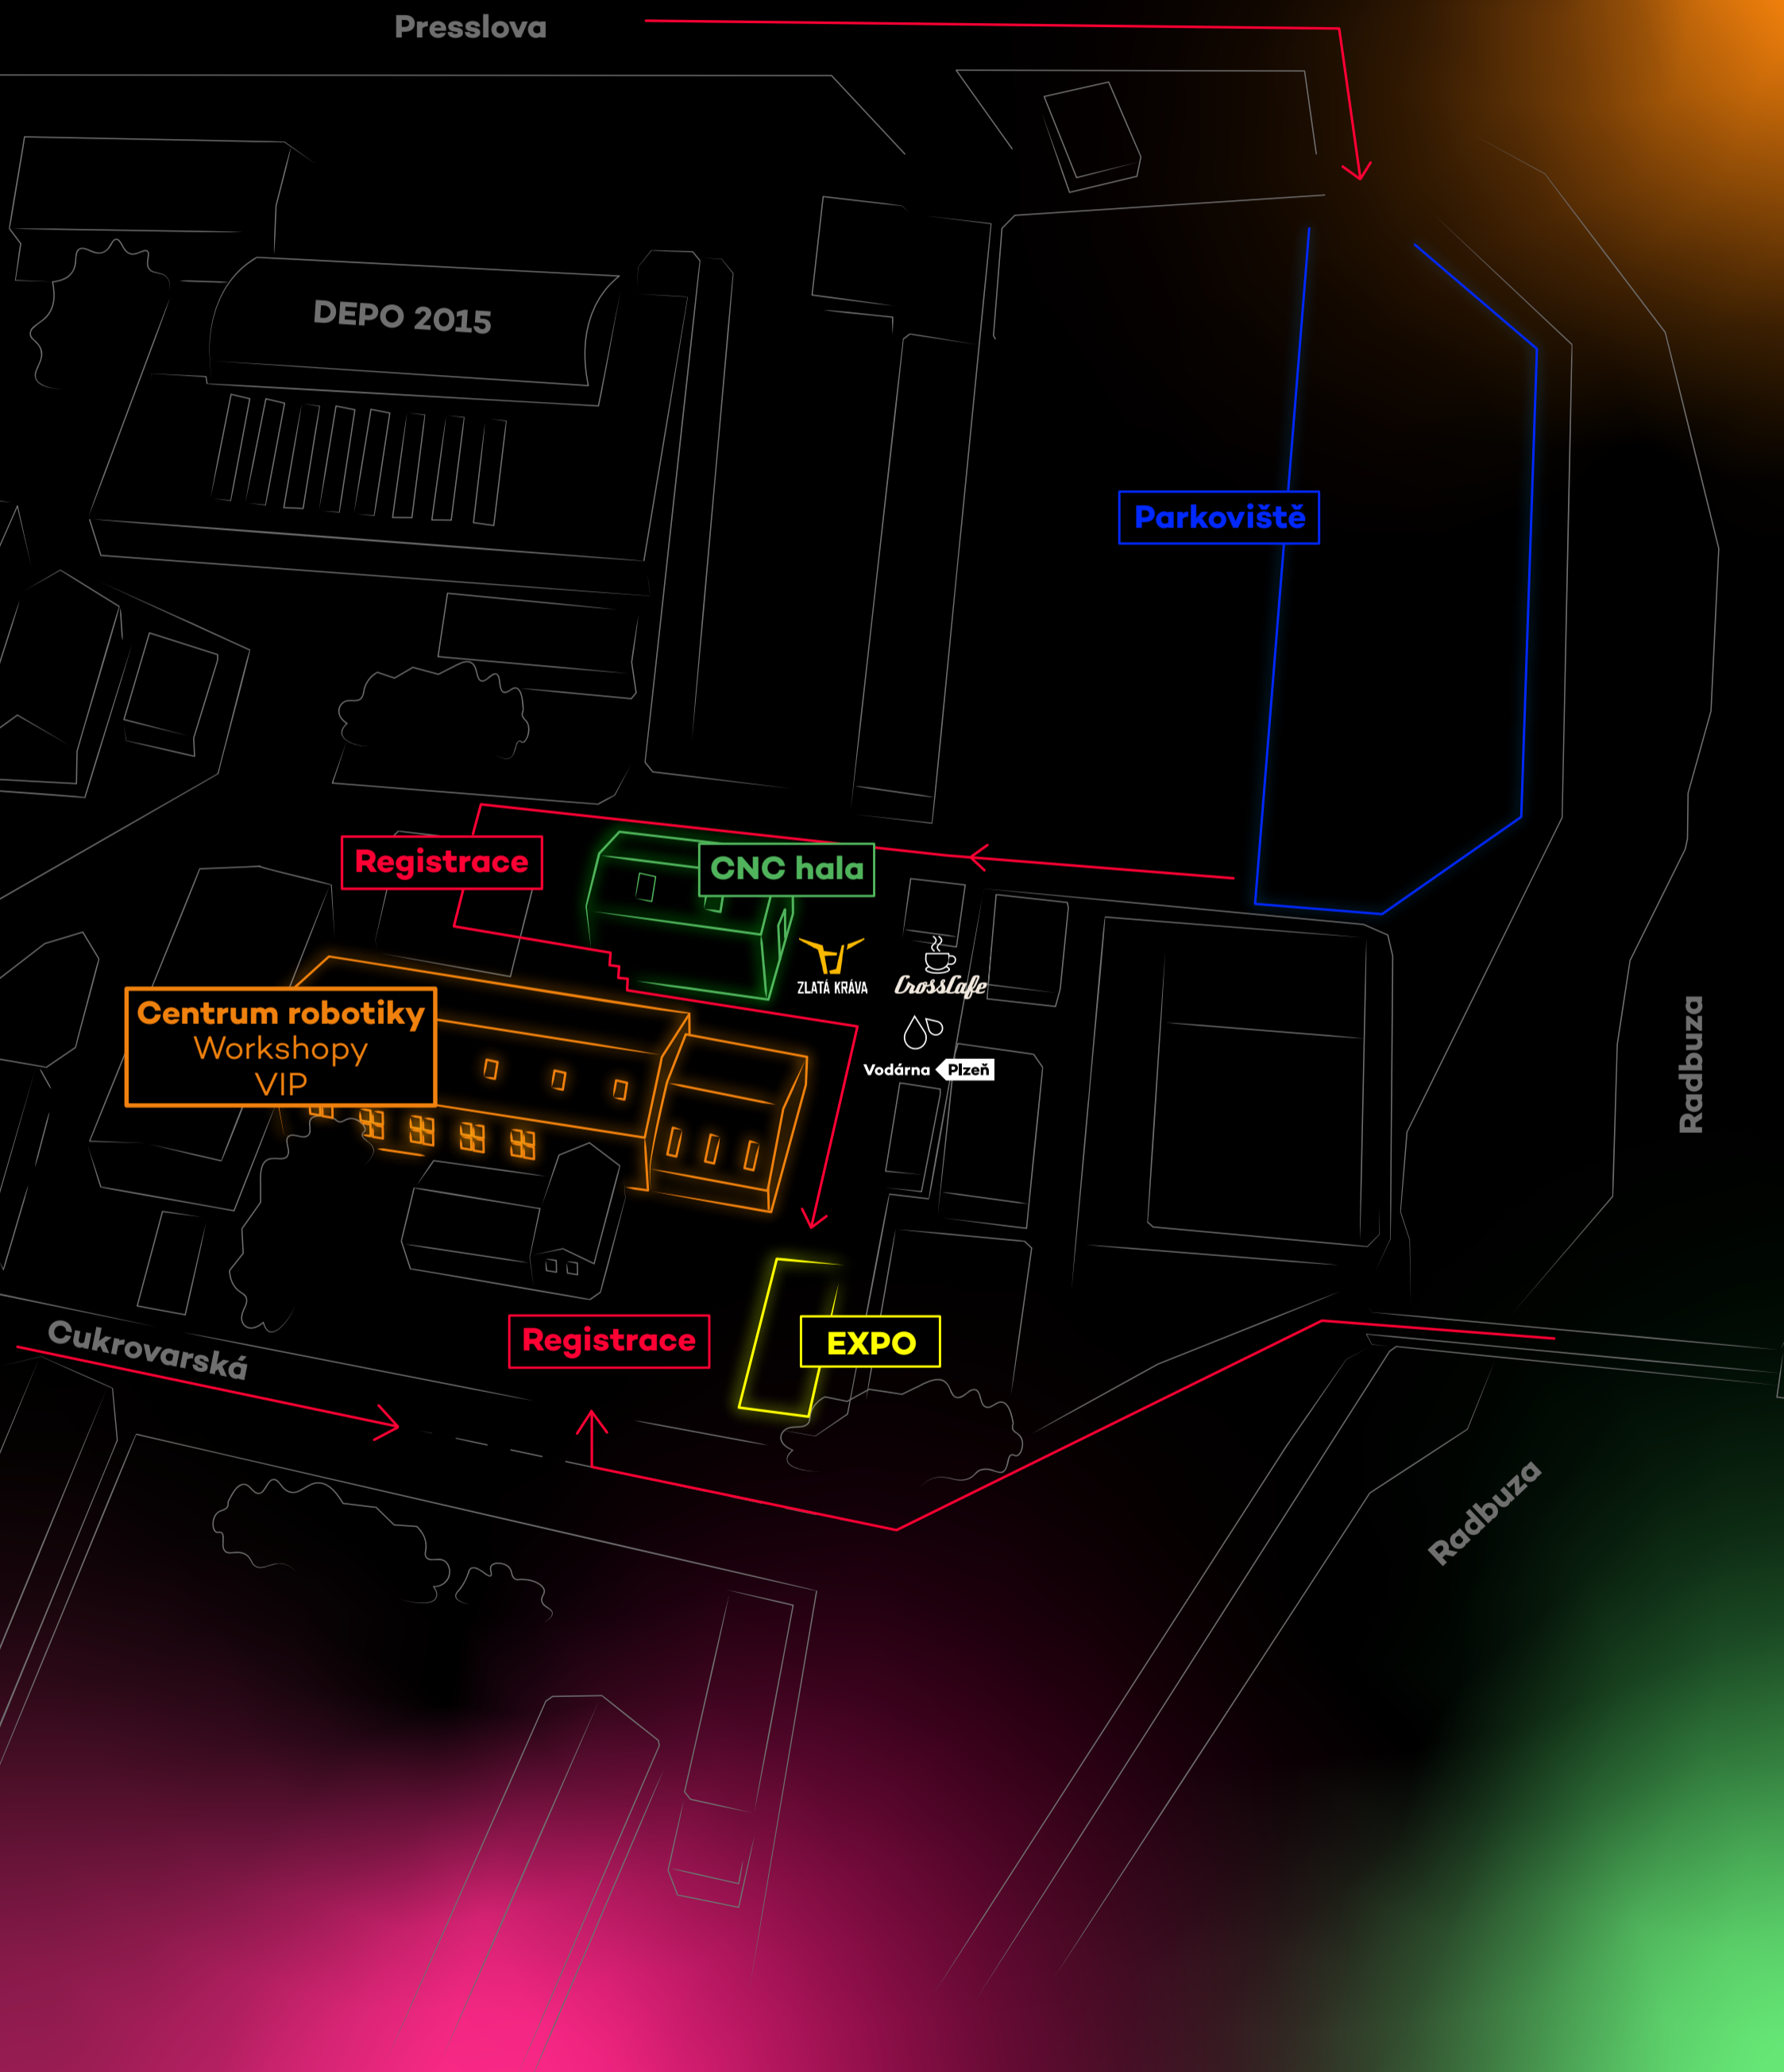 Presslova
DEPO 2015
Parkoviště
Registrace
CNC hala
ZLATÁ KRÁVA
CrossCafe
Centrum robotiky
Workshopy
VIP
Vodárna Plzeň
Radbuza
Cukrovarská
Registrace
EXPO
Radbuza